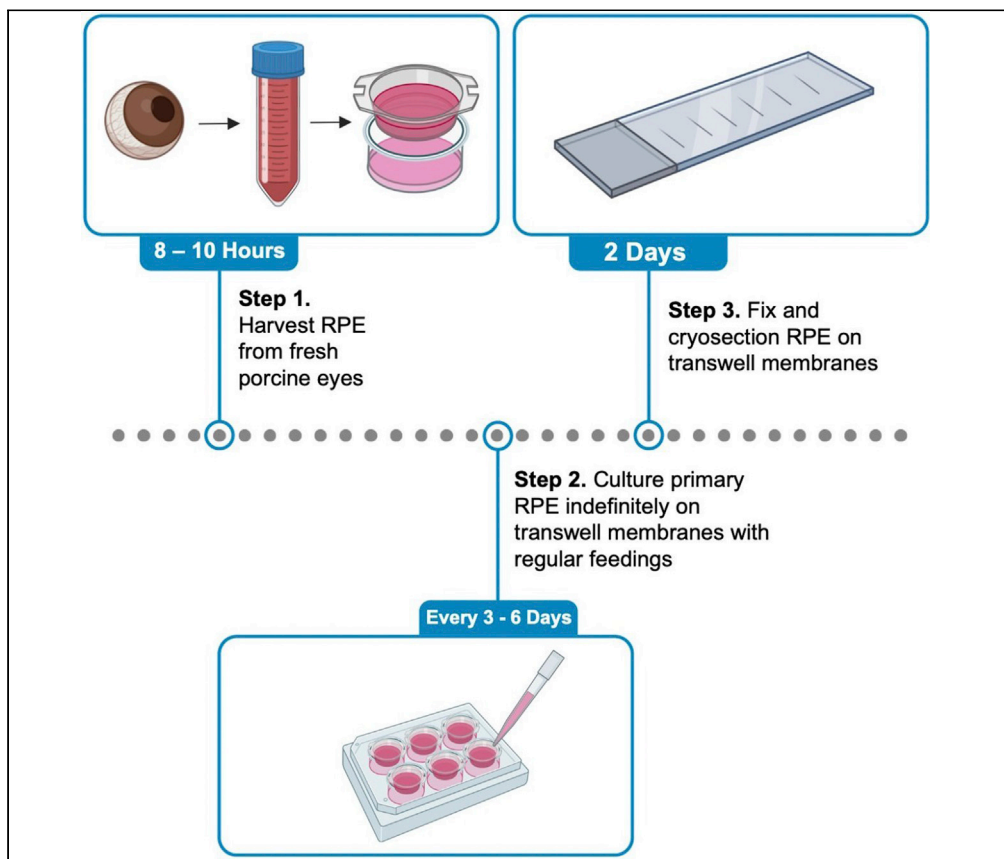 8 – 10 Hours
Step 1.
Harvest RPE
from fresh
porcine eyes
2 Days
Step 3. Fix and
cryosection RPE on
transwell membranes
Step 2. Culture primary
RPE indefinitely on
transwell membranes with
regular feedings
Every 3 - 6 Days